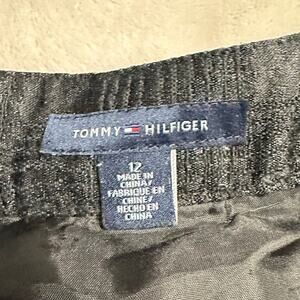 TOMMY HILFIGER
12
MADE IN
CHINA/
FABRIQUE EN
CHINE/
HECHO EN
CHINA